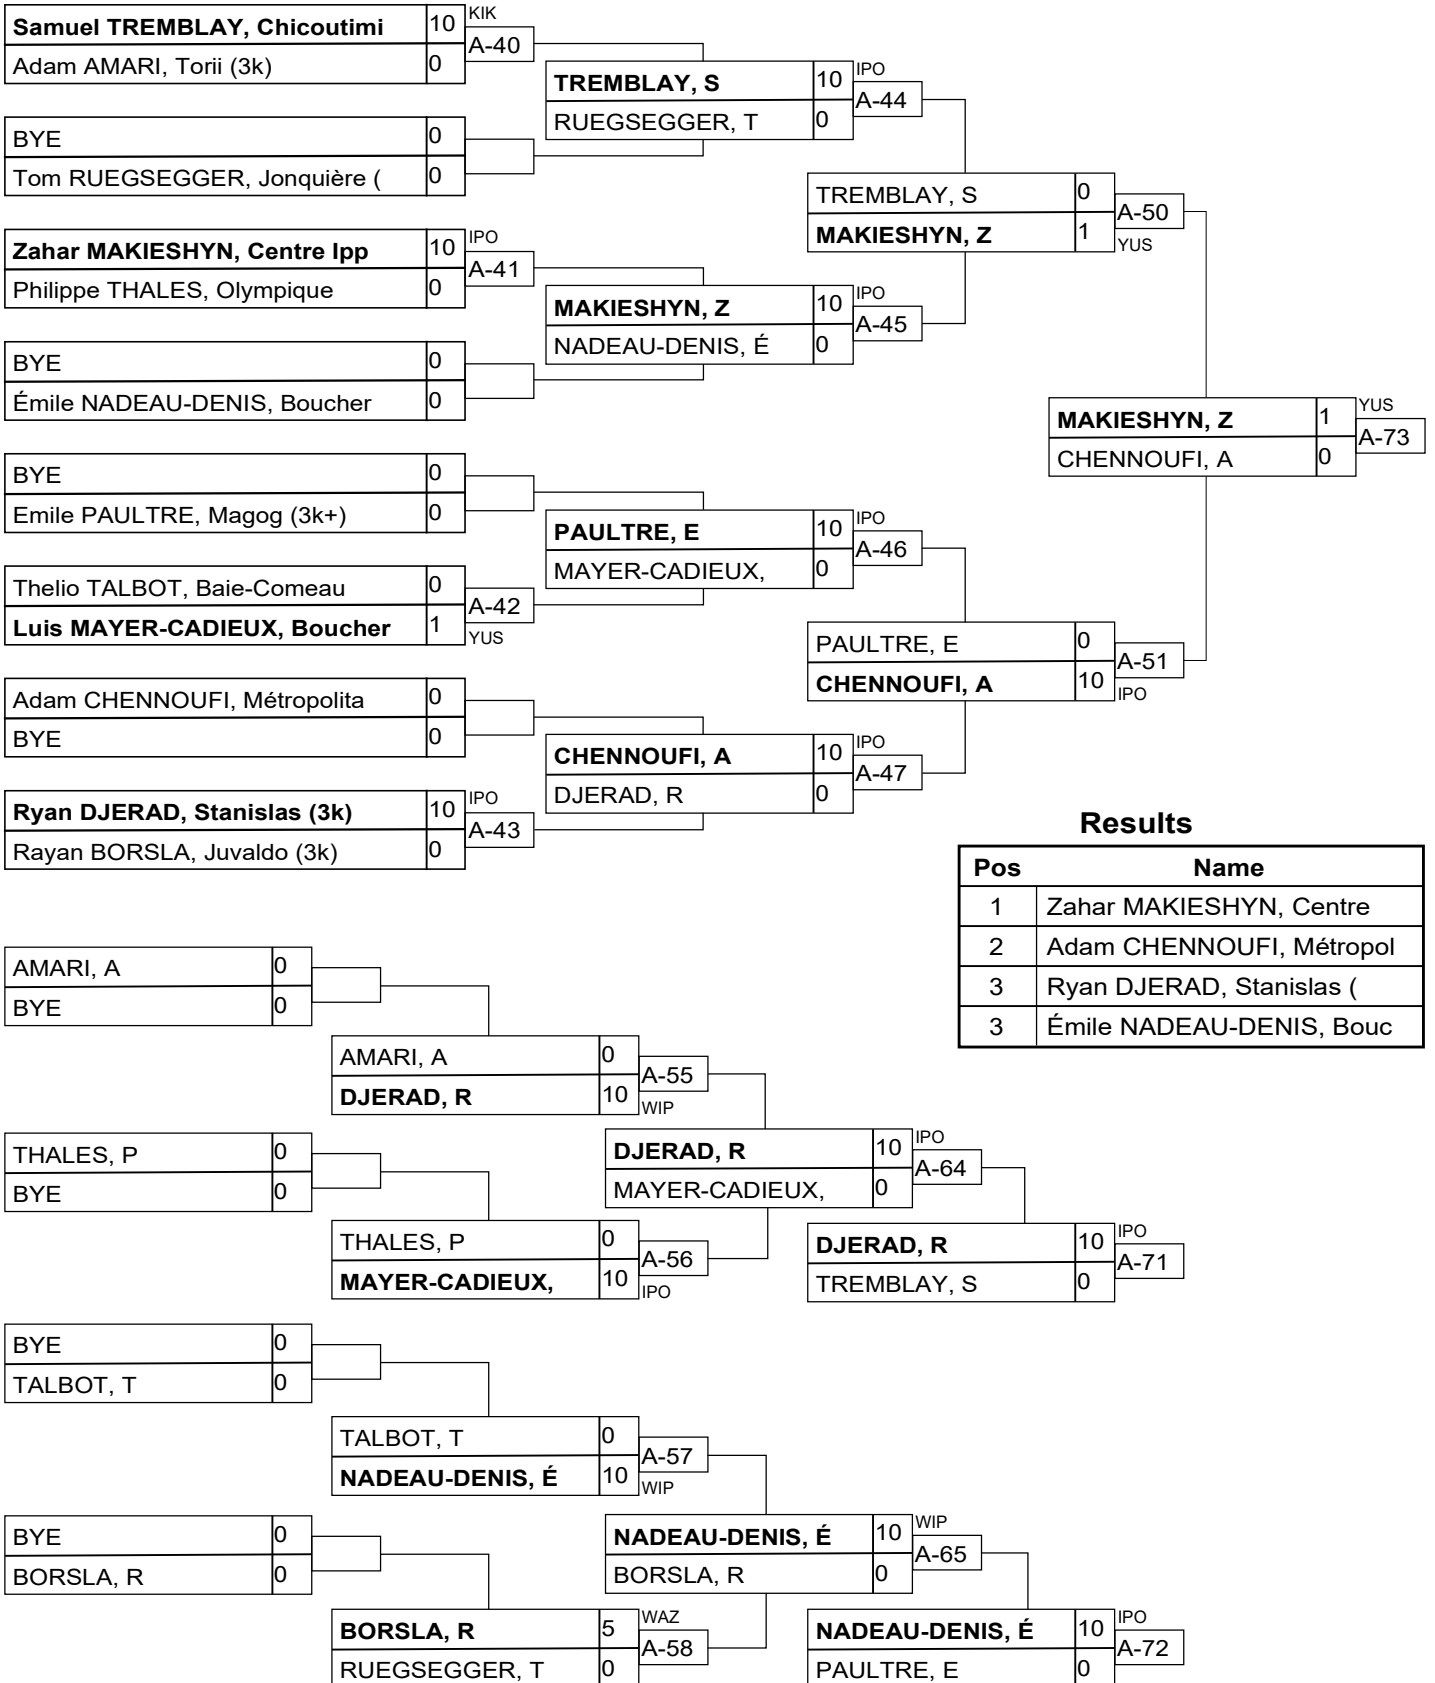 Samuel TREMBLAY, Chicoutimi 10 KIK
A-40
Adam AMARI, Torii (3k) 0
TREMBLAY, S 10 IPO
A-44
RUEGSEGGER, T 0
BYE 0
Tom RUEGSEGGER, Jonquière ( 0
TREMBLAY, S 0
A-50
MAKIESHYN, Z 1 YUS
Zahar MAKIESHYN, Centre Ipp 10 IPO
A-41
Philippe THALES, Olympique 0
MAKIESHYN, Z 10 IPO
A-45
NADEAU-DENIS, É 0
BYE 0
Émile NADEAU-DENIS, Boucher 0
MAKIESHYN, Z 1 YUS
A-73
CHENNOUFI, A 0
BYE 0
Emile PAULTRE, Magog (3k+) 0
PAULTRE, E 10 IPO
A-46
MAYER-CADIEUX, 0
Thelio TALBOT, Baie-Comeau 0
A-42
Luis MAYER-CADIEUX, Boucher 1 YUS
PAULTRE, E 0
A-51
CHENNOUFI, A 10 IPO
Adam CHENNOUFI, Métropolita 0
BYE 0
CHENNOUFI, A 10 IPO
A-47
DJERAD, R 0
Ryan DJERAD, Stanislas (3k) 10 IPO
A-43
Rayan BORSLA, Juvaldo (3k) 0
Results
Pos Name
1 Zahar MAKIESHYN, Centre
2 Adam CHENNOUFI, Métropol
3 Ryan DJERAD, Stanislas (
3 Émile NADEAU-DENIS, Bouc
AMARI, A 0
BYE 0
AMARI, A 0
A-55
DJERAD, R 10 WIP
THALES, P 0
BYE 0
DJERAD, R 10 IPO
A-64
MAYER-CADIEUX, 0
THALES, P 0
A-56
MAYER-CADIEUX, 10 IPO
DJERAD, R 10 IPO
A-71
TREMBLAY, S 0
BYE 0
TALBOT, T 0
TALBOT, T 0
A-57
NADEAU-DENIS, É 10 WIP
BYE 0
BORSLA, R 0
NADEAU-DENIS, É 10 WIP
A-65
BORSLA, R 0
BORSLA, R 5 WAZ
A-58
RUEGSEGGER, T 0
NADEAU-DENIS, É 10 IPO
A-72
PAULTRE, E 0